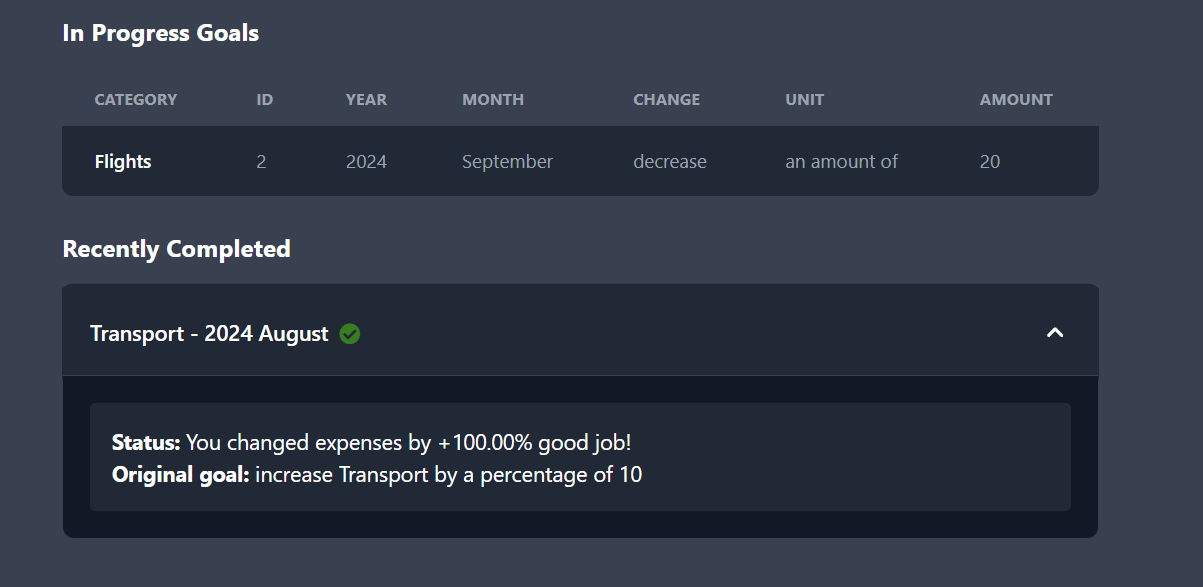 In Progress Goals
CATEGORY ID YEAR MONTH CHANGE UNIT AMOUNT
Flights 2 2024 September decrease an amount of 20
Recently Completed
Transport - 2024 August
Status: You changed expenses by +100.00% good job!
Original goal: increase Transport by a percentage of 10